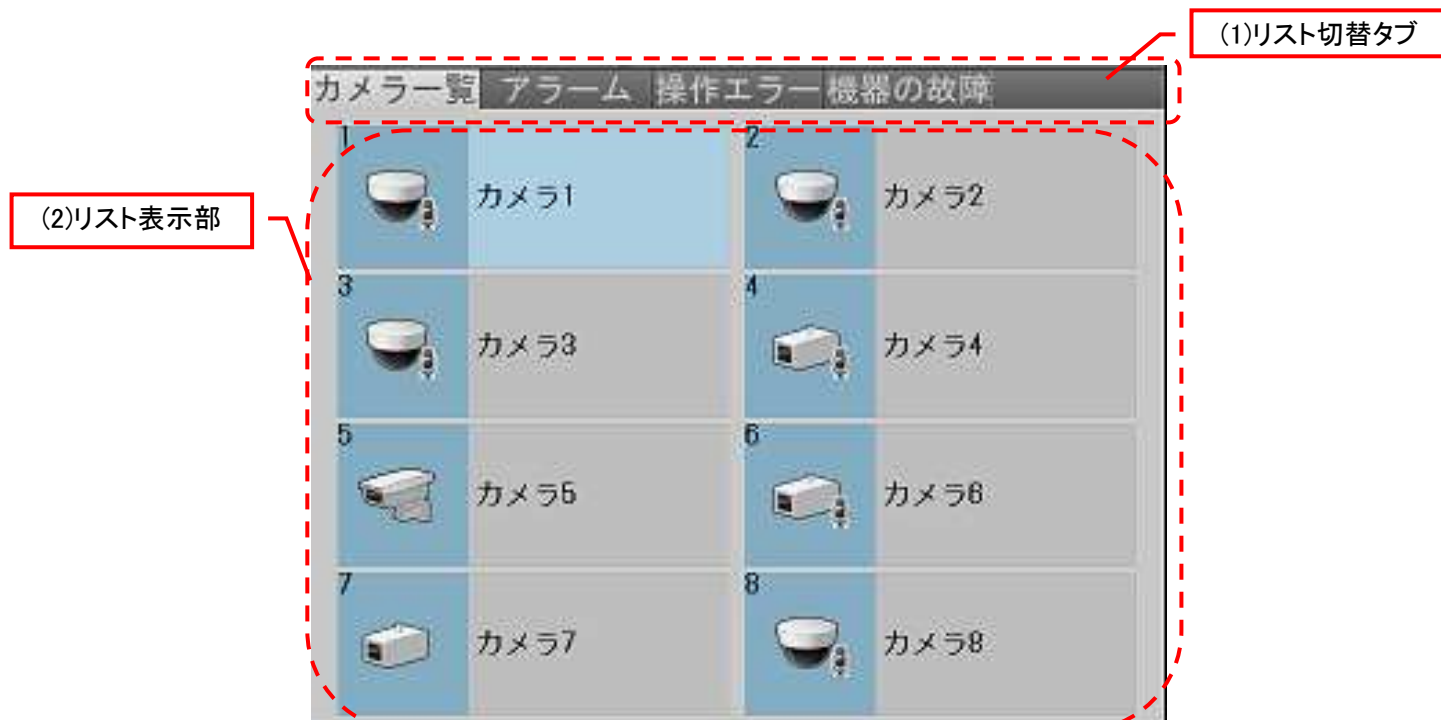 (1)リスト切替タブ
カメラ一覧 アラーム 操作エラー 機器の故障
(2)リスト表示部
1 カメラ1
2 カメラ2
3 カメラ3
4 カメラ4
5 カメラ5
6 カメラ6
7 カメラ7
8 カメラ8